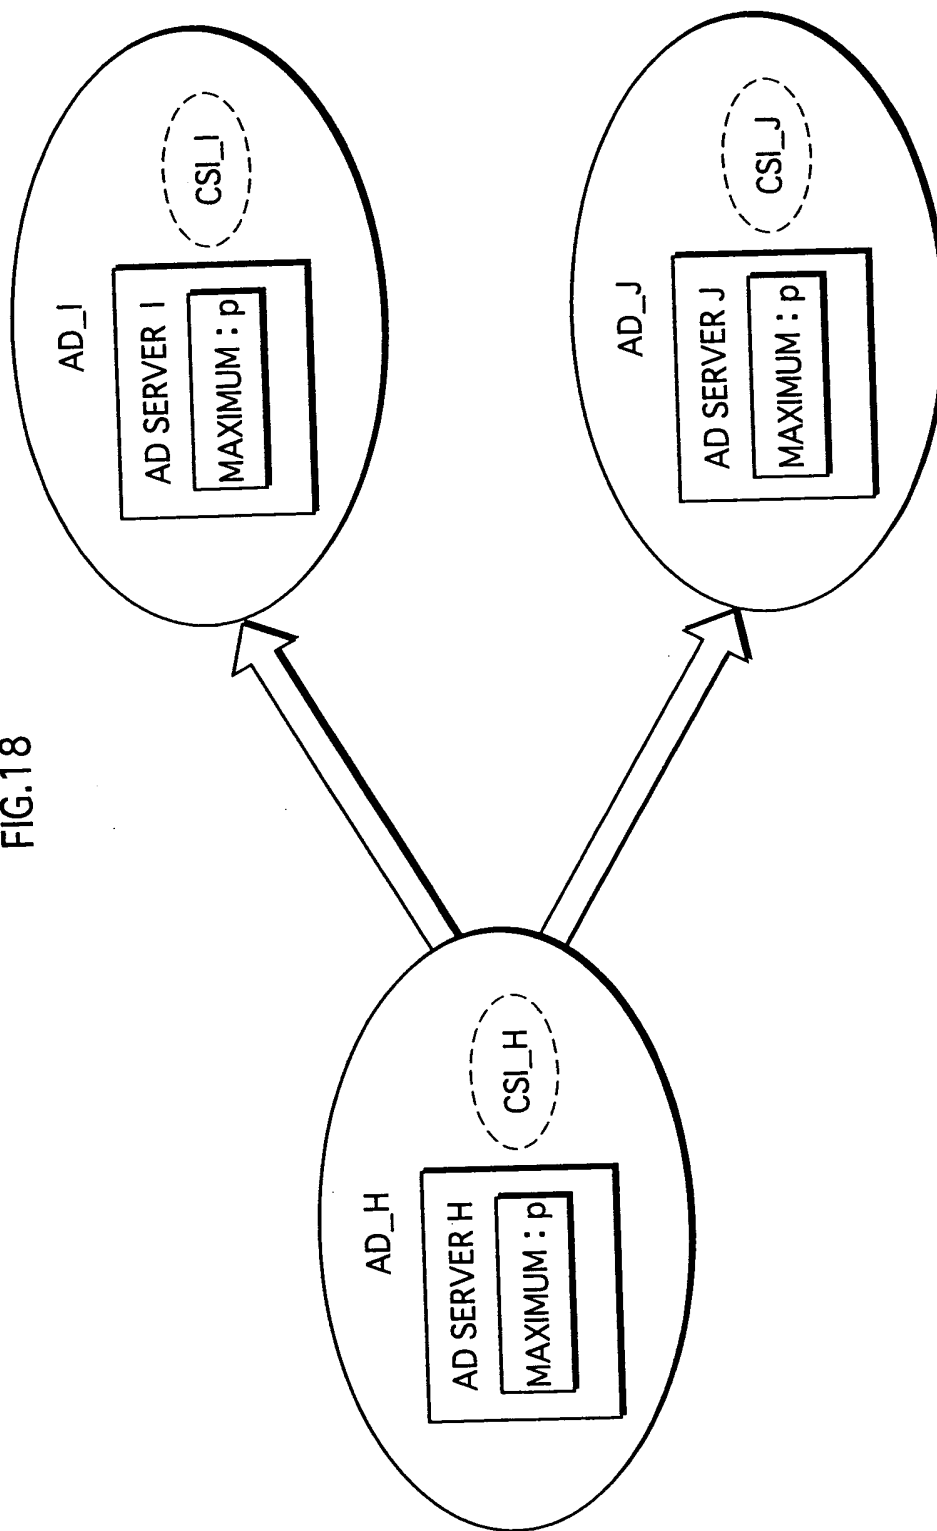 FIG.18
AD_H
AD SERVER H
MAXIMUM : p
CSI_H
AD_I
AD SERVER I
MAXIMUM : p
CSI_I
AD_J
AD SERVER J
MAXIMUM : p
CSI_J